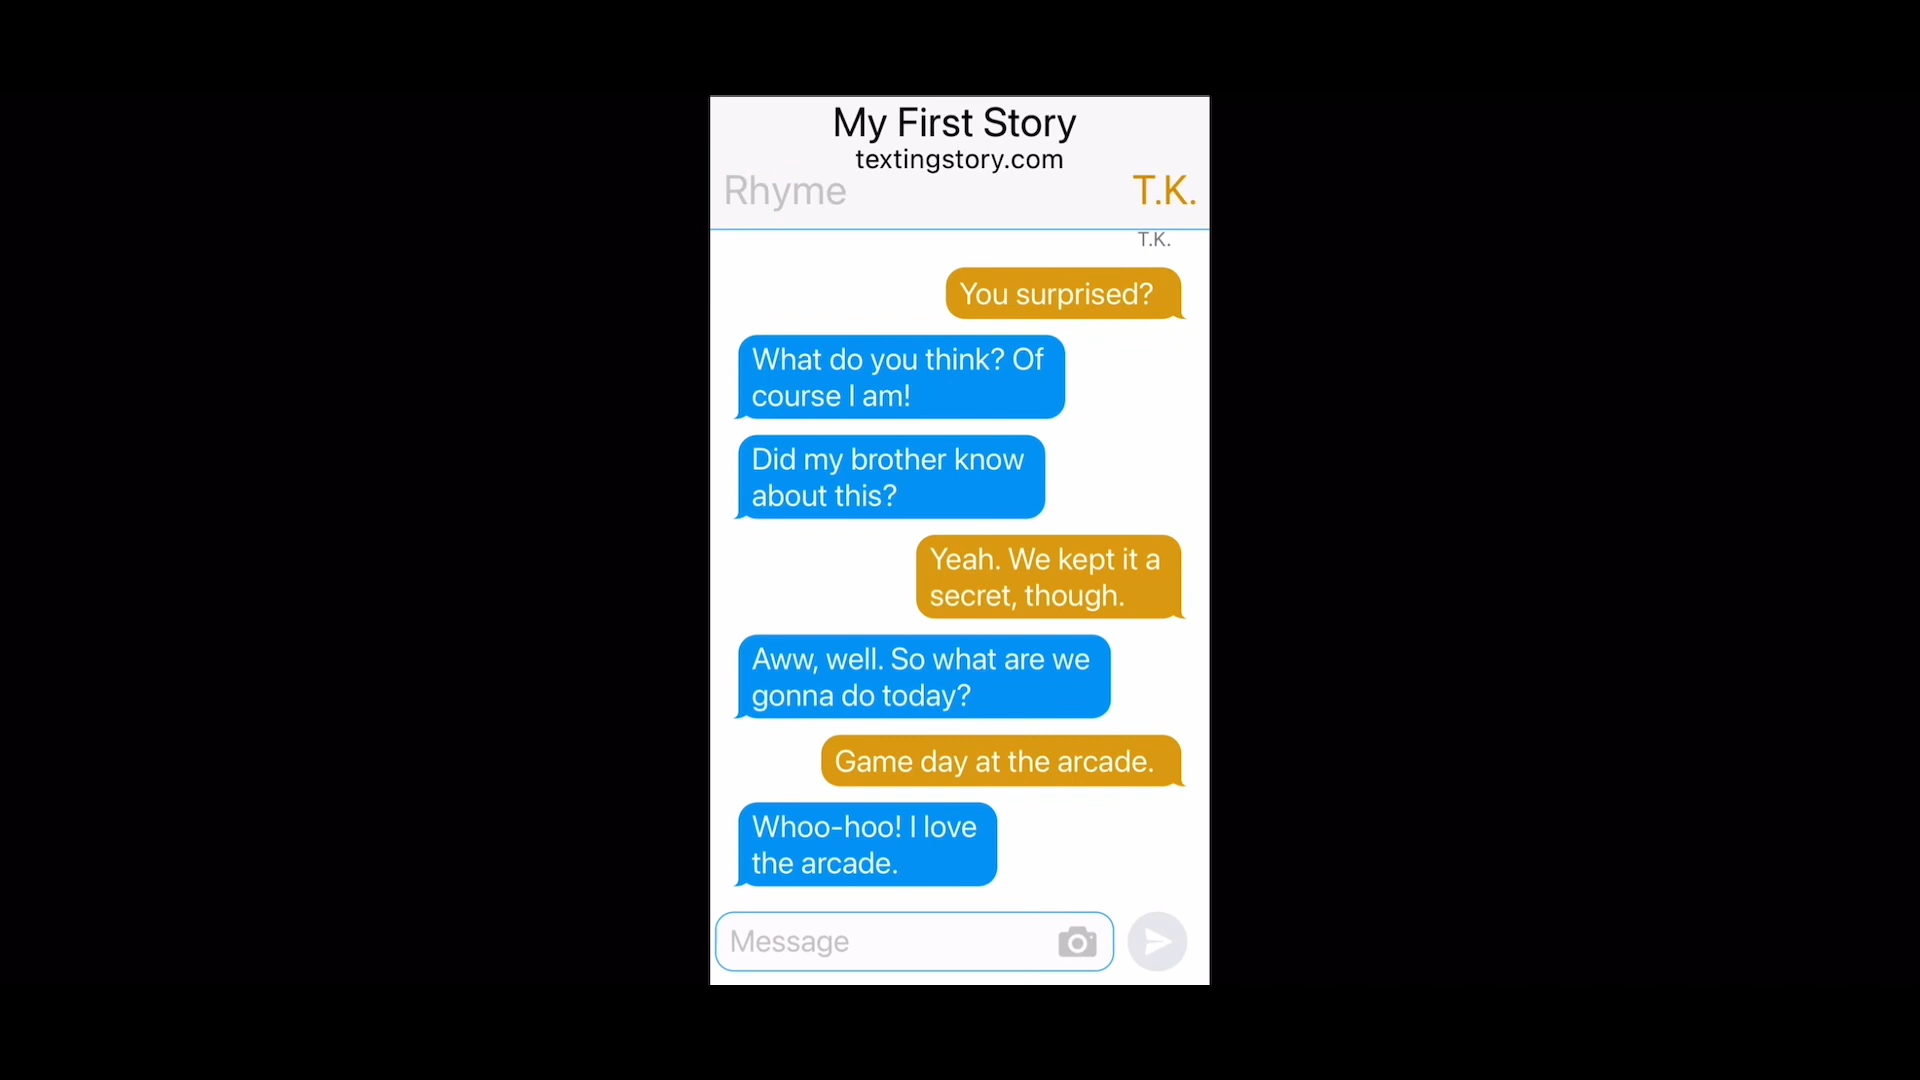 My First Story
textingstory.com
Rhyme
T.K.
T.K.
You surprised?
What do you think? Of
course I am!
Did my brother know
about this?
Yeah. We kept it a
secret, though.
Aww, well. So what are we
gonna do today?
Game day at the arcade.
Whoo-hoo! I love
the arcade.
Message